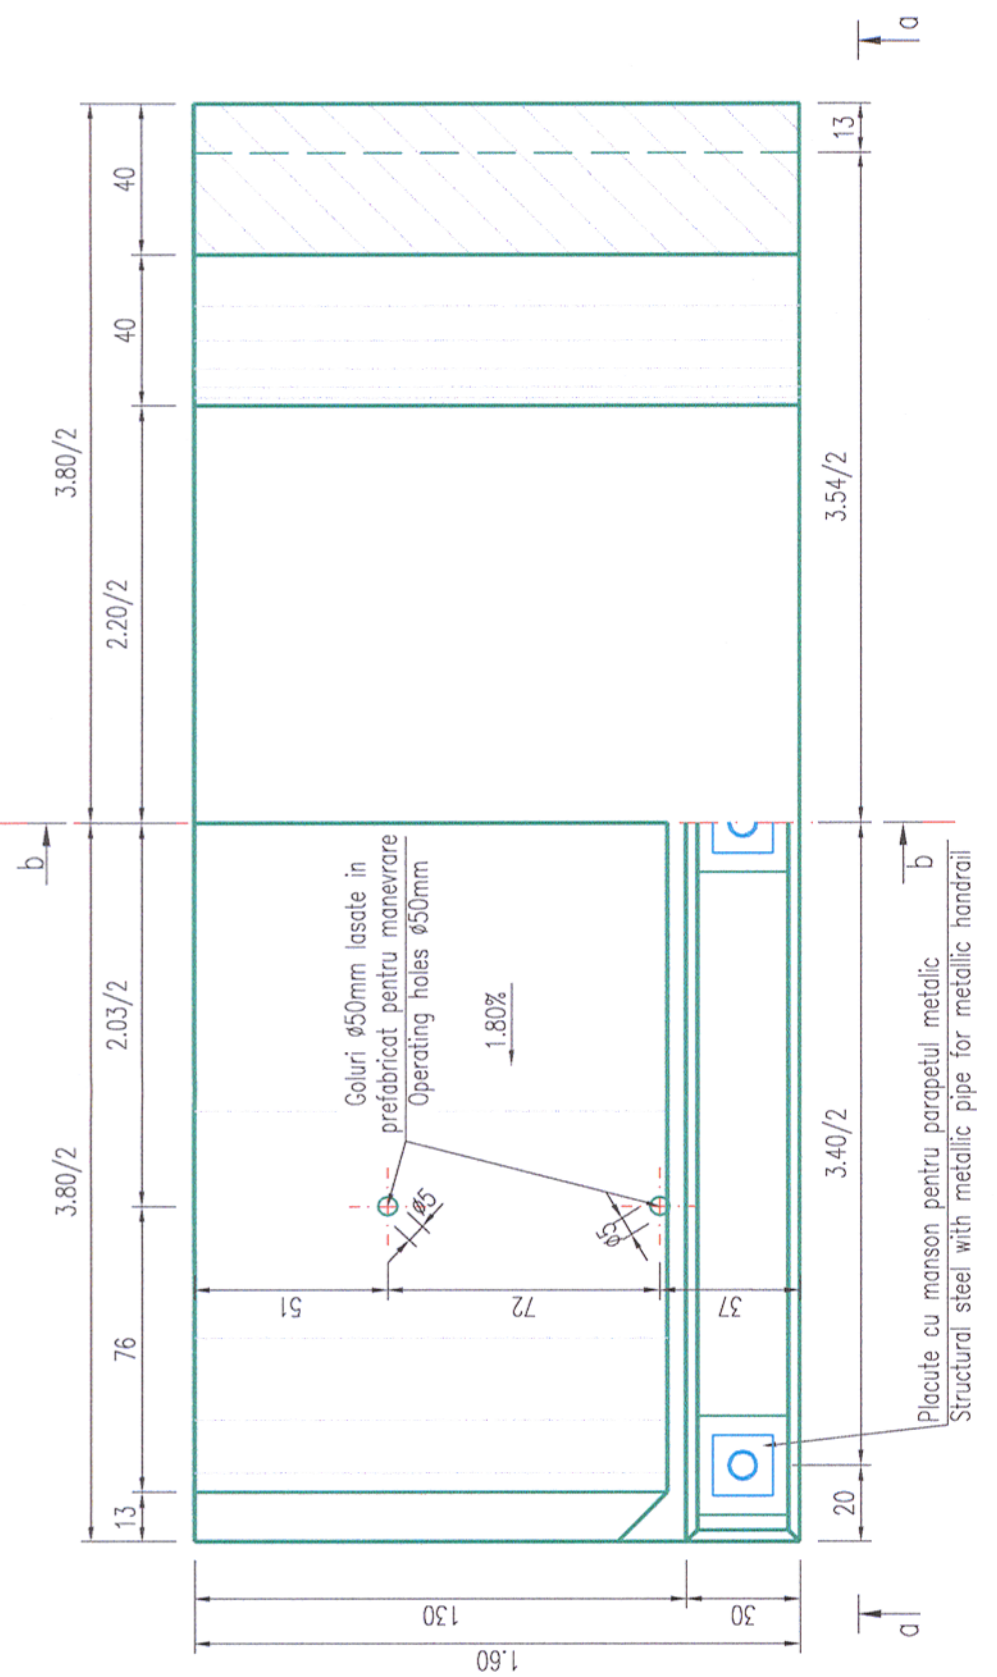 3.80/2
3.80/2
13
76
2.03/2
2.20/2
40
40
b
b
Goluri ø50mm lasate in
prefabricat pentru manevrare
Operating holes ø50mm
1.80%
ø5
ø5
51
72
37
130
30
1.60
20
3.40/2
3.54/2
13
a
a
Placute cu manson pentru parapetul metalic
Structural steel with metallic pipe for metallic handrail